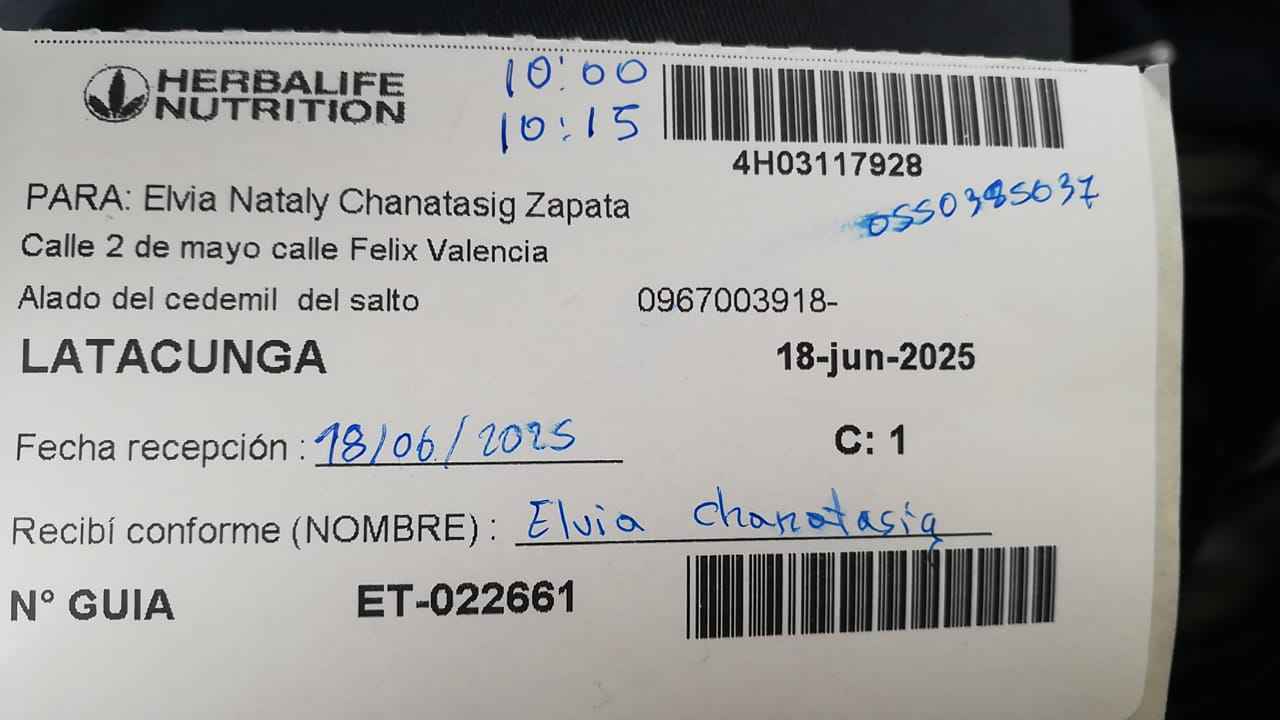 HERBALIFE
NUTRITION
10:00
10:15
4H03117928
PARA: Elvia Nataly Chanatasig Zapata
0550385037
Calle 2 de mayo calle Felix Valencia
Alado del cedemil del salto 0967003918-
LATACUNGA 18-jun-2025
Fecha recepción : 18/06/2025 C: 1
Recibí conforme (NOMBRE) : Elvia Chanatasig
N° GUIA ET-022661